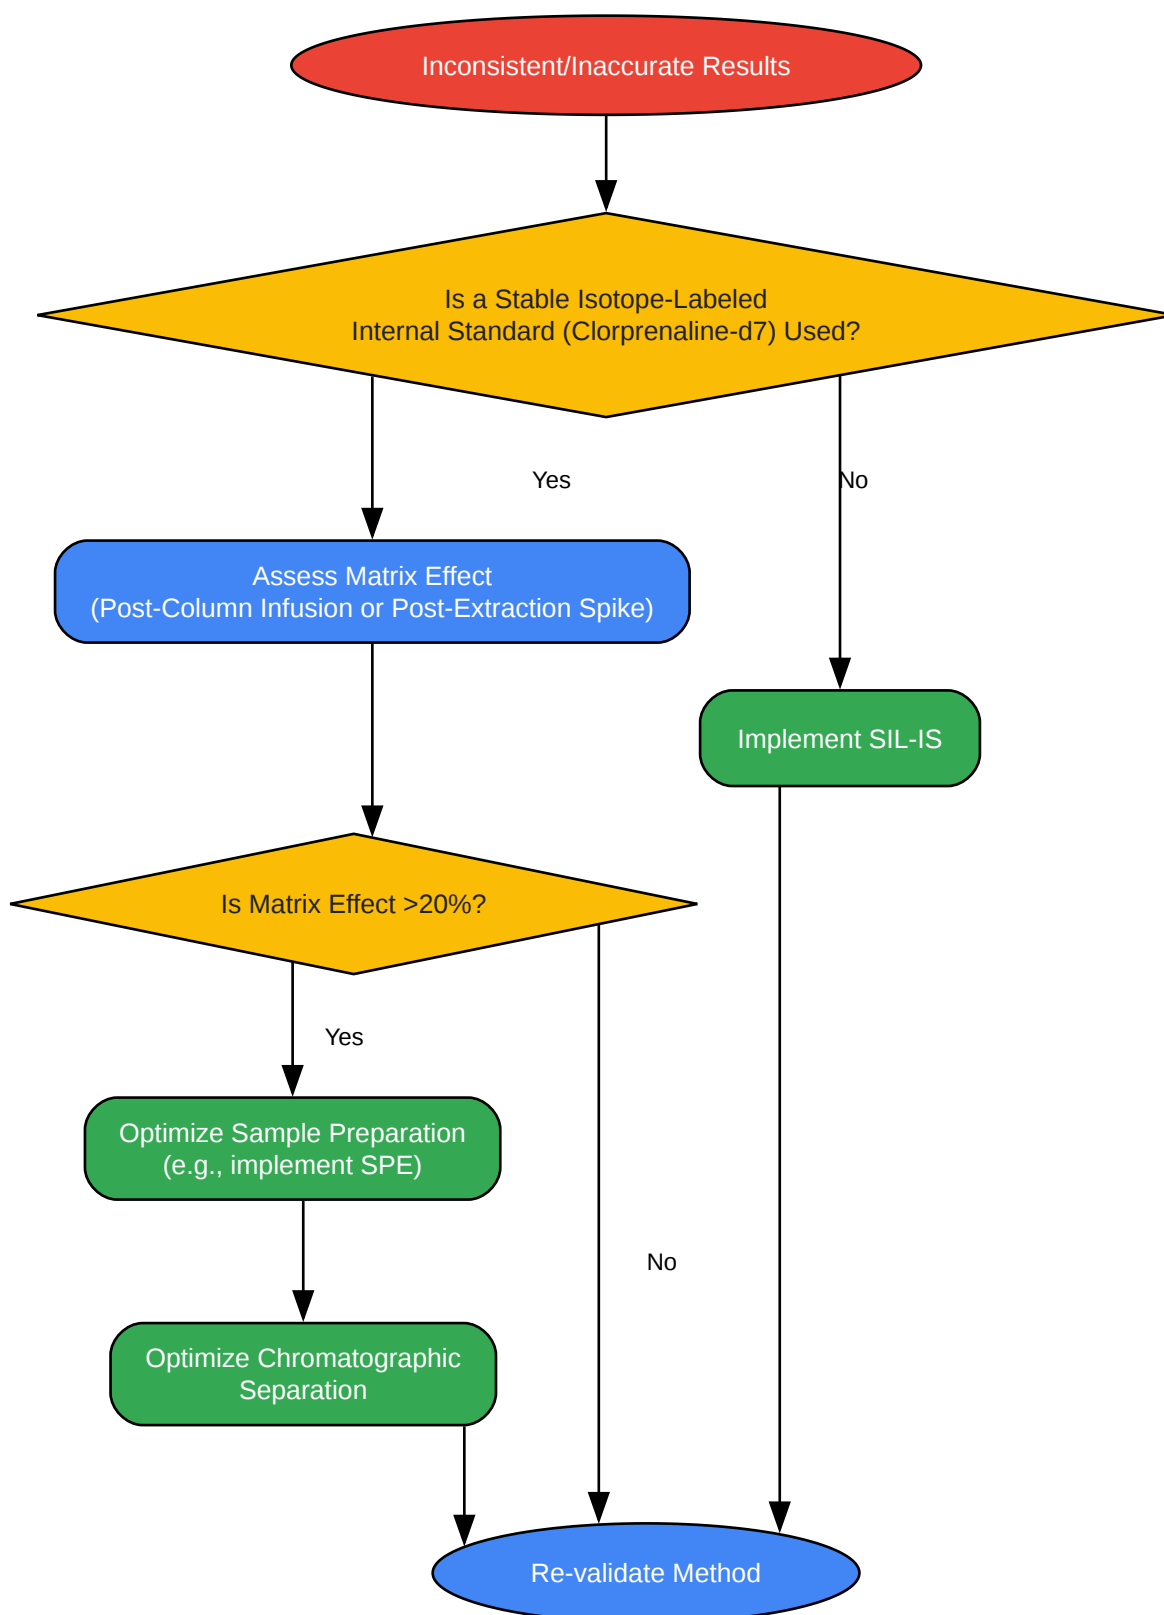 Inconsistent/Inaccurate Results
Is a Stable Isotope-Labeled
Internal Standard (Clorprenaline-d7) Used?
Yes
No
Assess Matrix Effect
(Post-Column Infusion or Post-Extraction Spike)
Implement SIL-IS
Is Matrix Effect >20%?
Yes
Optimize Sample Preparation
(e.g., implement SPE)
No
Optimize Chromatographic
Separation
Re-validate Method